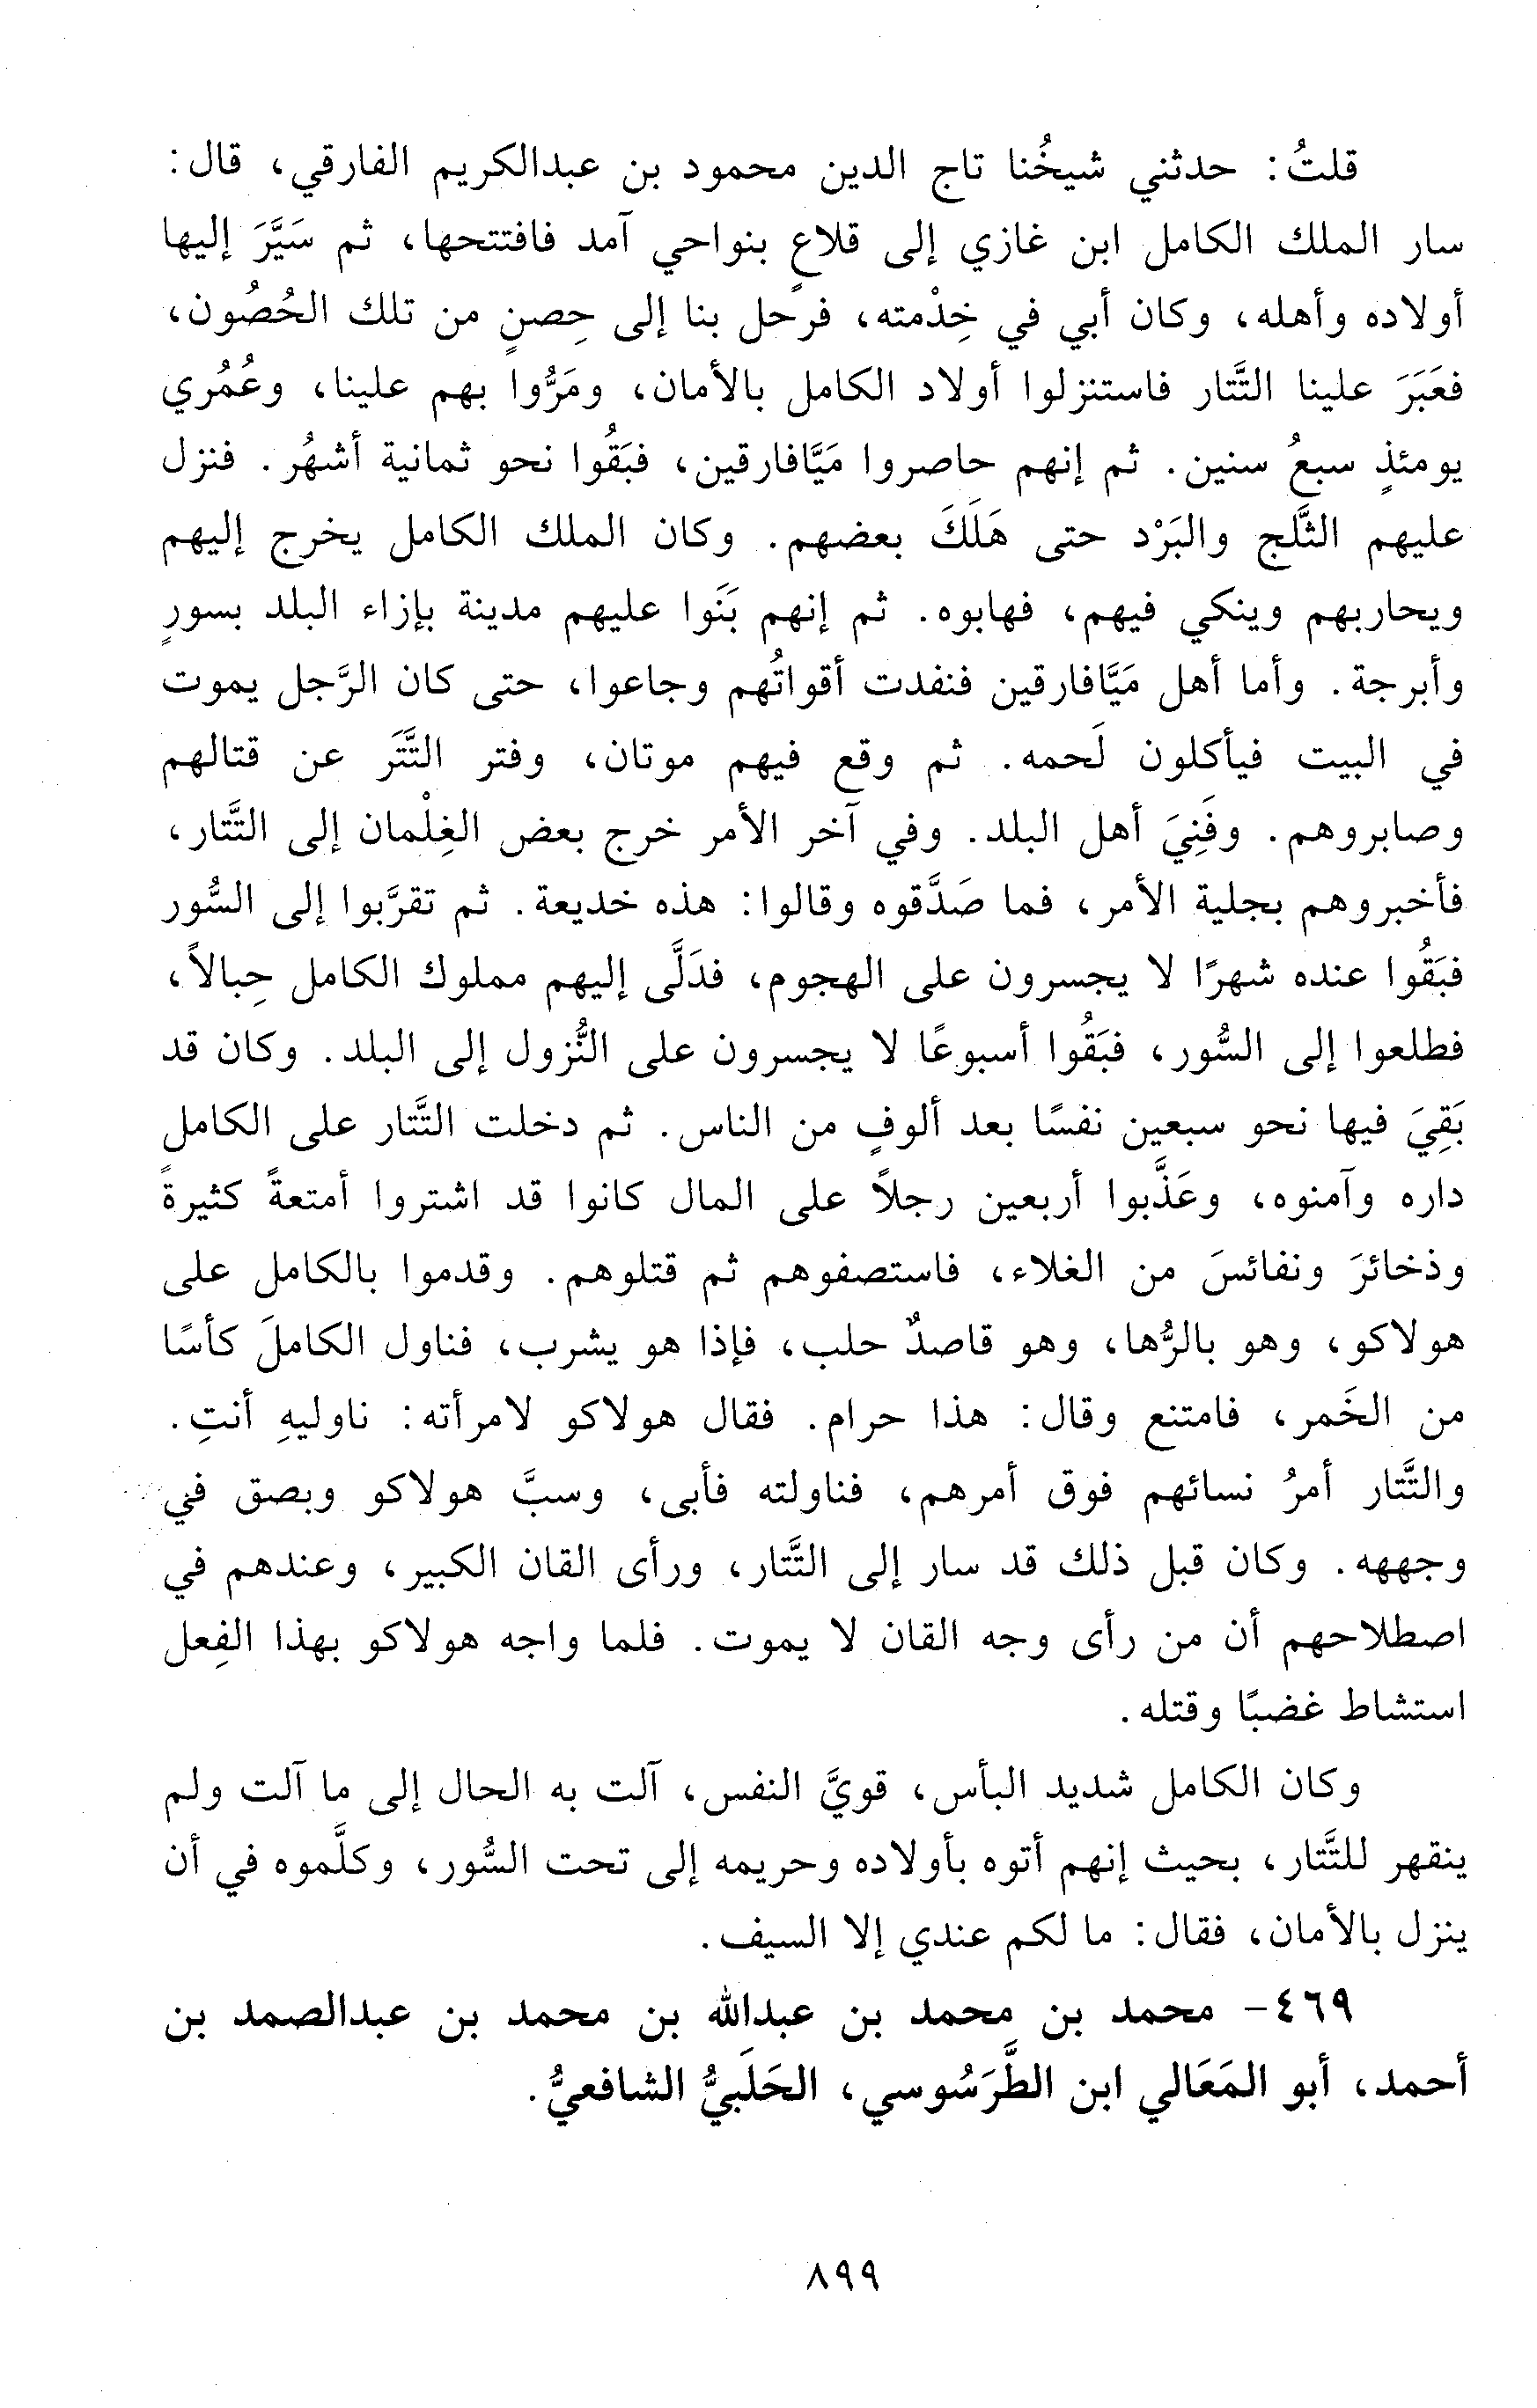 قلتُ: حدثني شيخُنا تاج الدين محمود بن عبدالكريم الفارقي، قال:
سار الملك الكامل ابن غازي إلى قلاعٍ بنواحي آمد فافتتحها، ثم سَيَّرَ إليها
أولاده وأهله، وكان أبي في خِدْمته، فرحل بنا إلى حِصنٍ من تلك الحُصُون،
فعَبَرَ علينا التَّتار فاستنزلوا أولاد الكامل بالأمان، ومَرُّوا بهم علينا، وعُمُري
يومئذٍ سبعُ سنين. ثم إنهم حاصروا مَيَّافارقين، فبَقُوا نحو ثمانية أشهُر. فنزل
عليهم الثَّلج والبَرْد حتى هَلَكَ بعضهم. وكان الملك الكامل يخرج إليهم
ويحاربهم وينكي فيهم، فهابوه. ثم إنهم بَنَوا عليهم مدينة بإزاء البلد بسورٍ
وأبرجة. وأما أهل مَيَّافارقين فنفدت أقواتُهم وجاعوا، حتى كان الرَّجل يموت
في البيت فيأكلون لَحمه. ثم وقع فيهم موتان، وفتر التَّتَر عن قتالهم
وصابروهم. وفَنِيَ أهل البلد. وفي آخر الأمر خرج بعض الغِلْمان إلى التَّتار،
فأخبروهم بجلية الأمر، فما صَدَّقوه وقالوا: هذه خديعة. ثم تقرَّبوا إلى السُّور
فبَقُوا عنده شهرًا لا يجسرون على الهجوم، فدَلَّى إليهم مملوك الكامل حِبالاً،
فطلعوا إلى السُّور، فبَقُوا أسبوعًا لا يجسرون على النُّزول إلى البلد. وكان قد
بَقِيَ فيها نحو سبعين نفسًا بعد ألوفٍ من الناس. ثم دخلت التَّتار على الكامل
داره وآمنوه، وعَذَّبوا أربعين رجلاً على المال كانوا قد اشتروا أمتعةً كثيرةً
وذخائرَ ونفائسَ من الغلاء، فاستصفوهم ثم قتلوهم. وقدموا بالكامل على
هولاكو، وهو بالرُّها، وهو قاصدٌ حلب، فإذا هو يشرب، فناول الكاملَ كأسًا
من الخَمر، فامتنع وقال: هذا حرام. فقال هولاكو لامرأته: ناوليهِ أنتِ.
والتَّتار أمرُ نسائهم فوق أمرهم، فناولته فأبى، وسبَّ هولاكو وبصق في
وجهه. وكان قبل ذلك قد سار إلى التَّتار، ورأى القان الكبير، وعندهم في
اصطلاحهم أن من رأى وجه القان لا يموت. فلما واجه هولاكو بهذا الفِعل
استشاط غضبًا وقتله.
وكان الكامل شديد البأس، قويَّ النفس، آلت به الحال إلى ما آلت ولم
ينقهر للتَّتار، بحيث إنهم أتوه بأولاده وحريمه إلى تحت السُّور، وكلَّموه في أن
ينزل بالأمان، فقال: ما لكم عندي إلا السيف.
٤٦٩- محمد بن محمد بن عبدالله بن محمد بن عبدالصمد بن
أحمد، أبو المَعَالي ابن الطَّرَسُوسي، الحَلَبيُّ الشافعيُّ.
٨٩٩